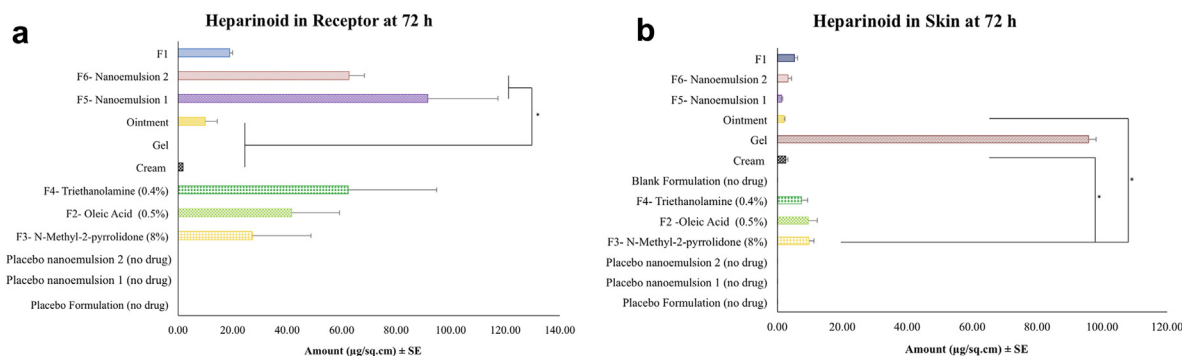 a
Heparinoid in Receptor at 72 h
F1
F6- Nanoemulsion 2
F5- Nanoemulsion 1
Ointment
Gel
Cream
F4- Triethanolamine (0.4%)
F2- Oleic Acid (0.5%)
F3- N-Methyl-2-pyrrolidone (8%)
Placebo nanoemulsion 2 (no drug)
Placebo nanoemulsion 1 (no drug)
Placebo Formulation (no drug)
*
0.00 20.00 40.00 60.00 80.00 100.00 120.00 140.00
Amount (µg/sq.cm) ± SE
b
Heparinoid in Skin at 72 h
F1
F6- Nanoemulsion 2
F5- Nanoemulsion 1
Ointment
Gel
Cream
Blank Formulation (no drug)
F4- Triethanolamine (0.4%)
F2 -Oleic Acid (0.5%)
F3- N-Methyl-2-pyrrolidone (8%)
Placebo nanoemulsion 2 (no drug)
Placebo nanoemulsion 1 (no drug)
Placebo Formulation (no drug)
*
*
0.00 20.00 40.00 60.00 80.00 100.00 120.00
Amount (µg/sq.cm) ± SE